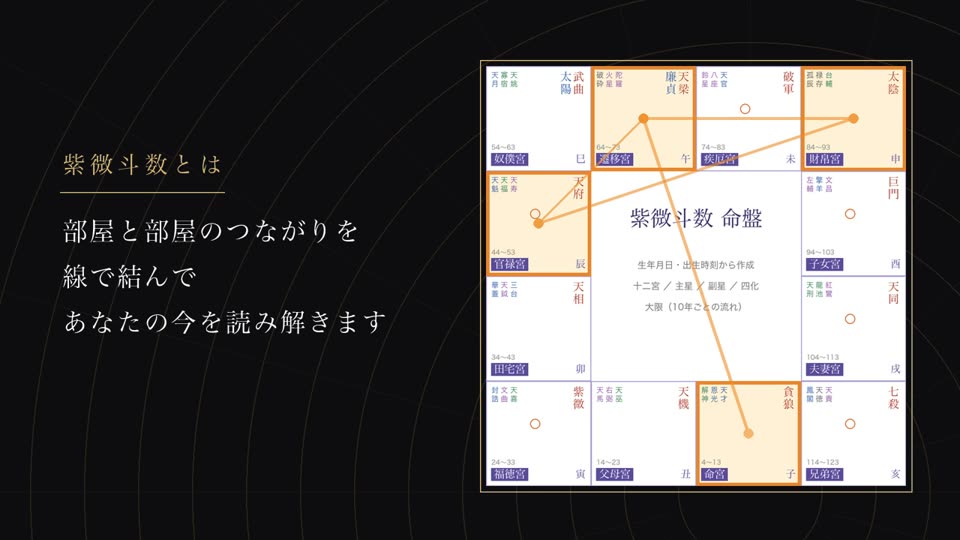 紫微斗数とは
部屋と部屋のつながりを
線で結んで
あなたの今を読み解きます
天喜天
月宿姚
武曲
太陽
54〜63
奴僕宮
巳
破火陀
砕星羅
天梁
廉貞
64〜73
遷移宮
午
鈴八天
星座官
破軍
74〜83
疾厄宮
未
孤禄台
辰存輔
太陰
84〜93
財帛宮
申
天天天
魁福寿
天府
44〜53
官禄宮
辰
紫微斗数 命盤
生年月日・出生時刻から作成
十二宮 ／ 主星 ／ 副星 ／ 四化
大限（10年ごとの流れ）
左擎文
輔羊昌
巨門
94〜103
子女宮
酉
華天三
蓋鉞台
天相
34〜43
田宅宮
卯
天龍紅
刑池鸞
天同
104〜113
夫妻宮
戌
封文天
誥曲喜
紫微
24〜33
福徳宮
寅
天右天
馬弼巫
天機
14〜23
父母宮
丑
解恩天
神光才
貪狼
4〜13
命宮
子
鳳天天
閣徳貴
七殺
114〜123
兄弟宮
亥